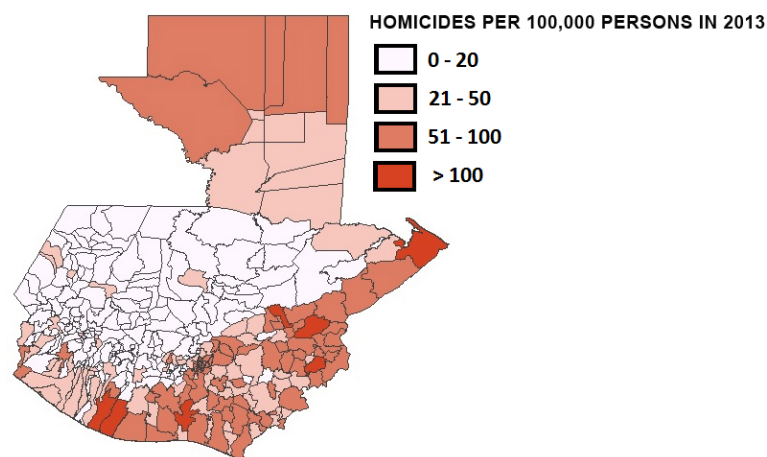 HOMICIDES PER 100,000 PERSONS IN 2013
0 - 20
21 - 50
51 - 100
> 100